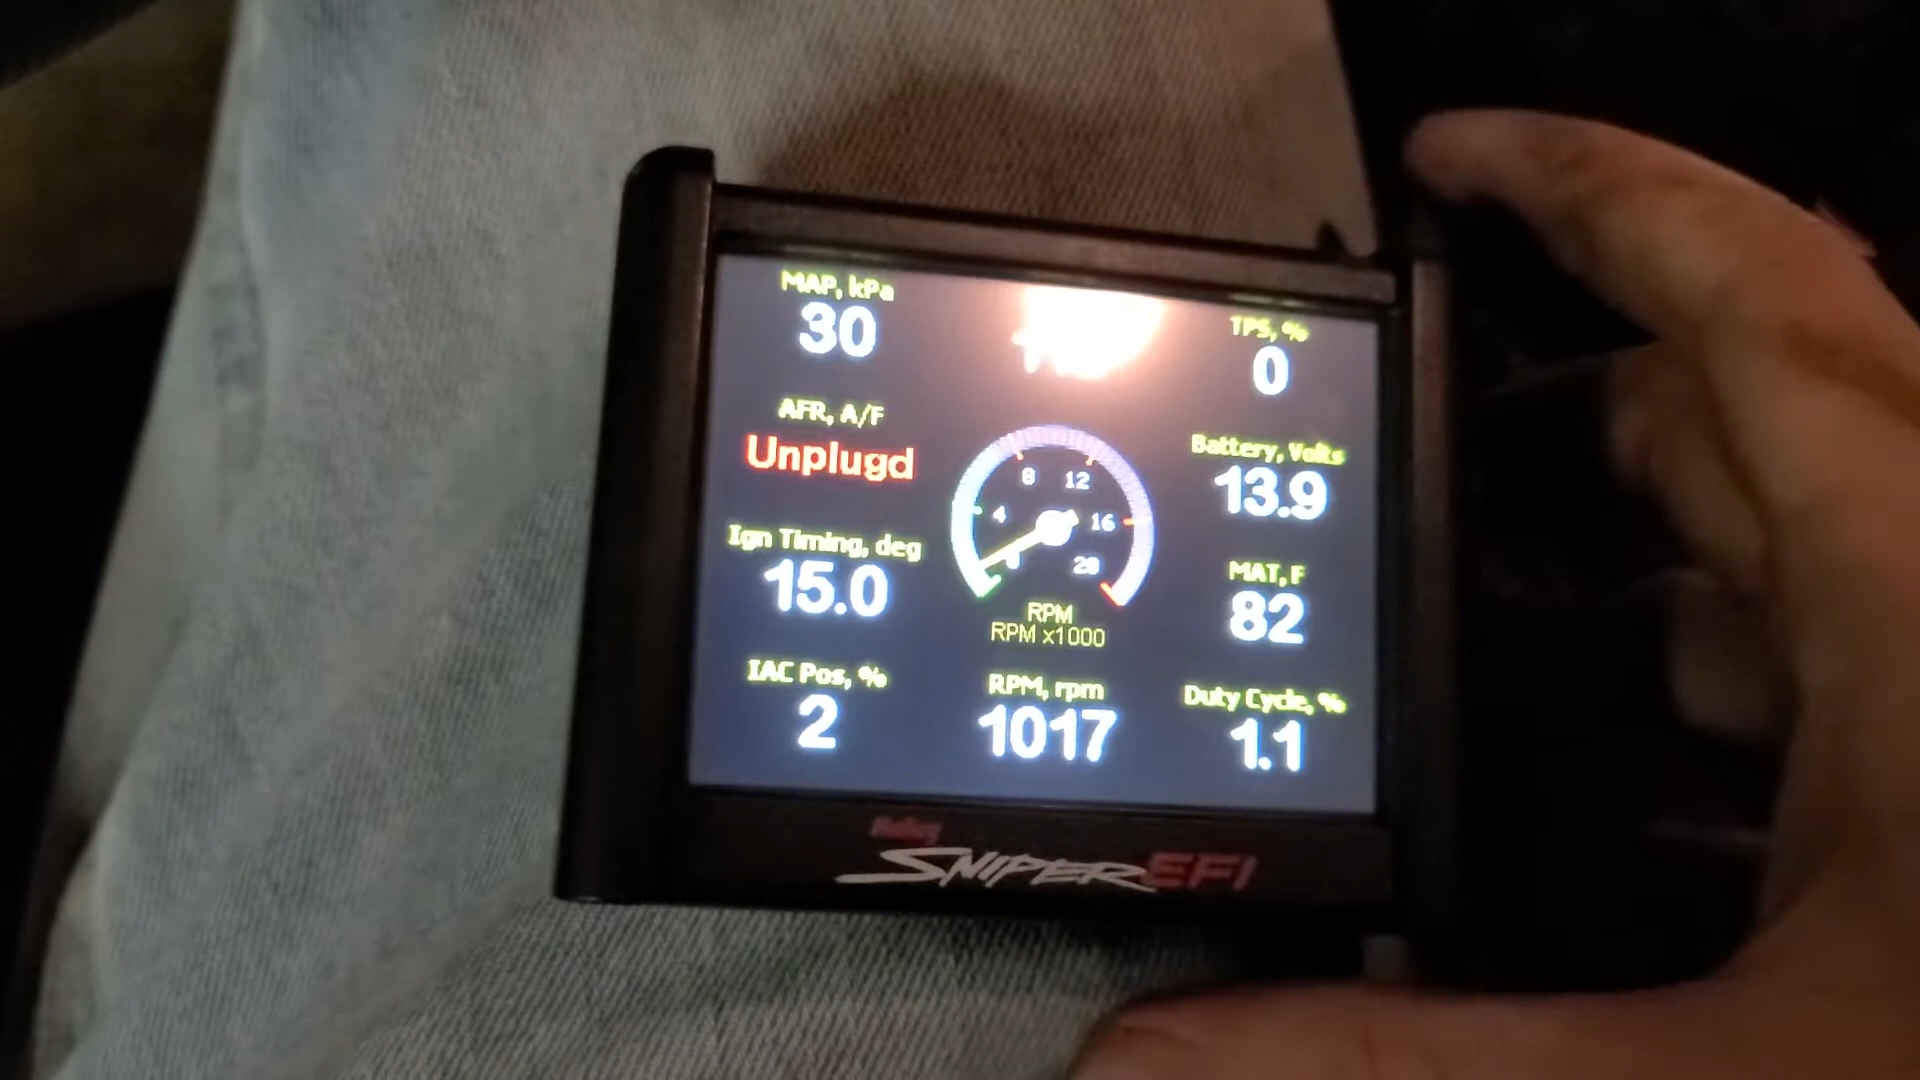 MAP, kPa
30
TPS, %
0
AFR, A/F
Unplugd
Battery, Volts
13.9
8 12
4 16
20
Ign Timing, deg
15.0
MAT, F
82
RPM
RPM x1000
IAC Pos, %
2
RPM, rpm
1017
Duty Cycle, %
1.1
Holley
SNIPER EFI